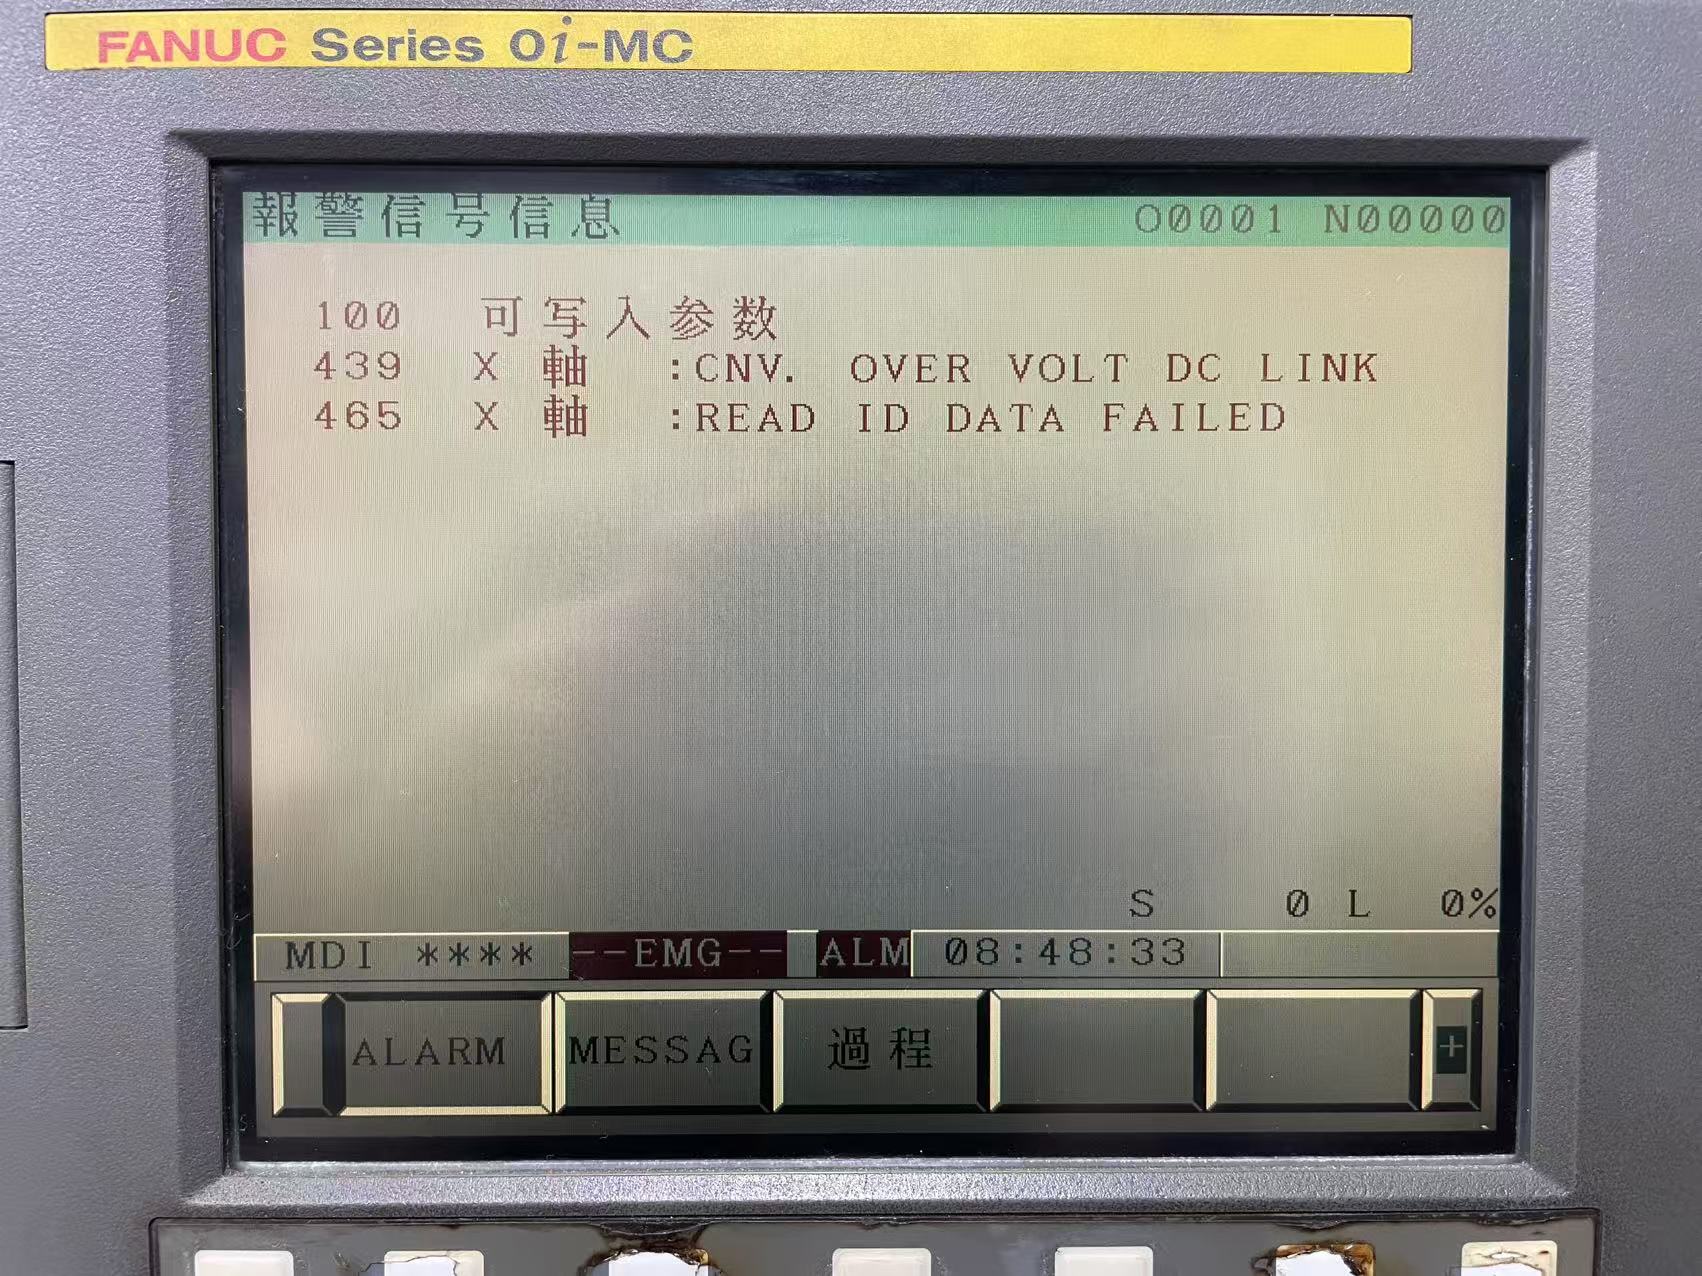 FANUC Series 0i-MC
報警信号信息 O0001 N00000
100 可写入参数
439 X 軸 :CNV. OVER VOLT DC LINK
465 X 軸 :READ ID DATA FAILED
S 0 L 0%
MDI **** --EMG-- ALM 08:48:33
ALARM MESSAG 過程 +